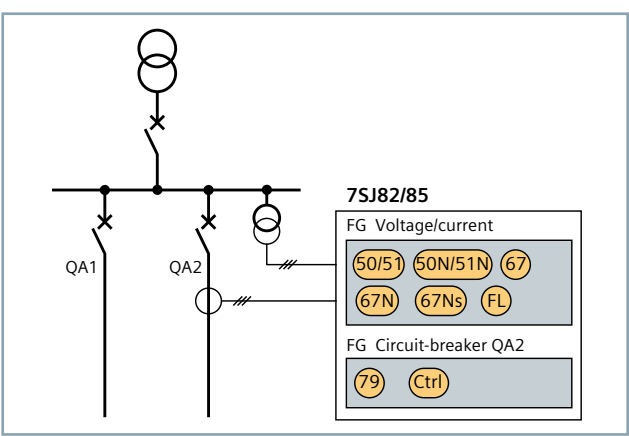 7SJ82/85
FG Voltage/current
50/51 50N/51N 67
67N 67Ns FL
QA1 QA2
FG Circuit-breaker QA2
79 Ctrl